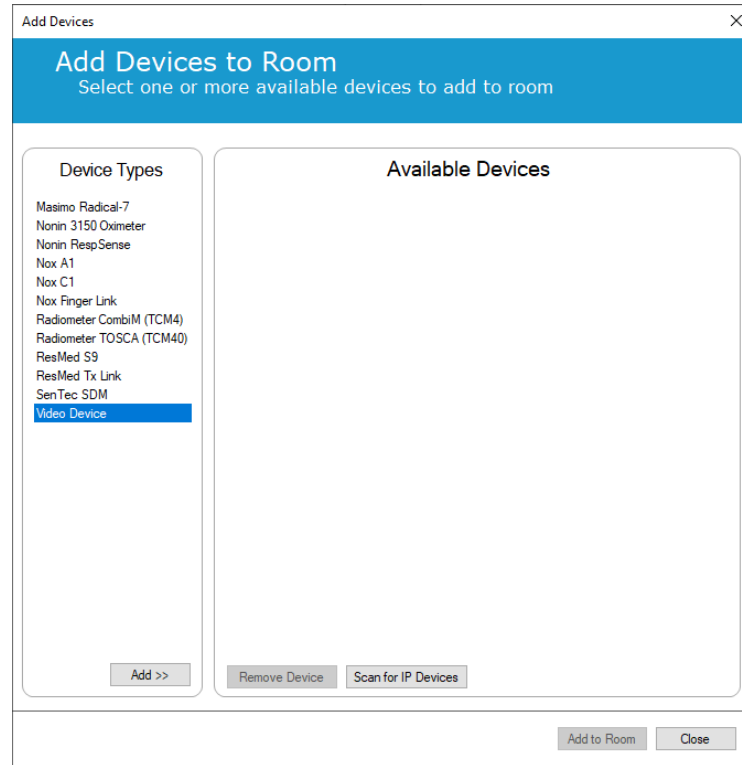 Add Devices
Add Devices to Room
Select one or more available devices to add to room
Device Types
Masimo Radical-7
Nonin 3150 Oximeter
Nonin RespSense
Nox A1
Nox C1
Nox Finger Link
Radiometer CombiM (TCM4)
Radiometer TOSCA (TCM40)
ResMed S9
ResMed Tx Link
SenTec SDM
Video Device
Add >>
Available Devices
Remove Device
Scan for IP Devices
Add to Room
Close